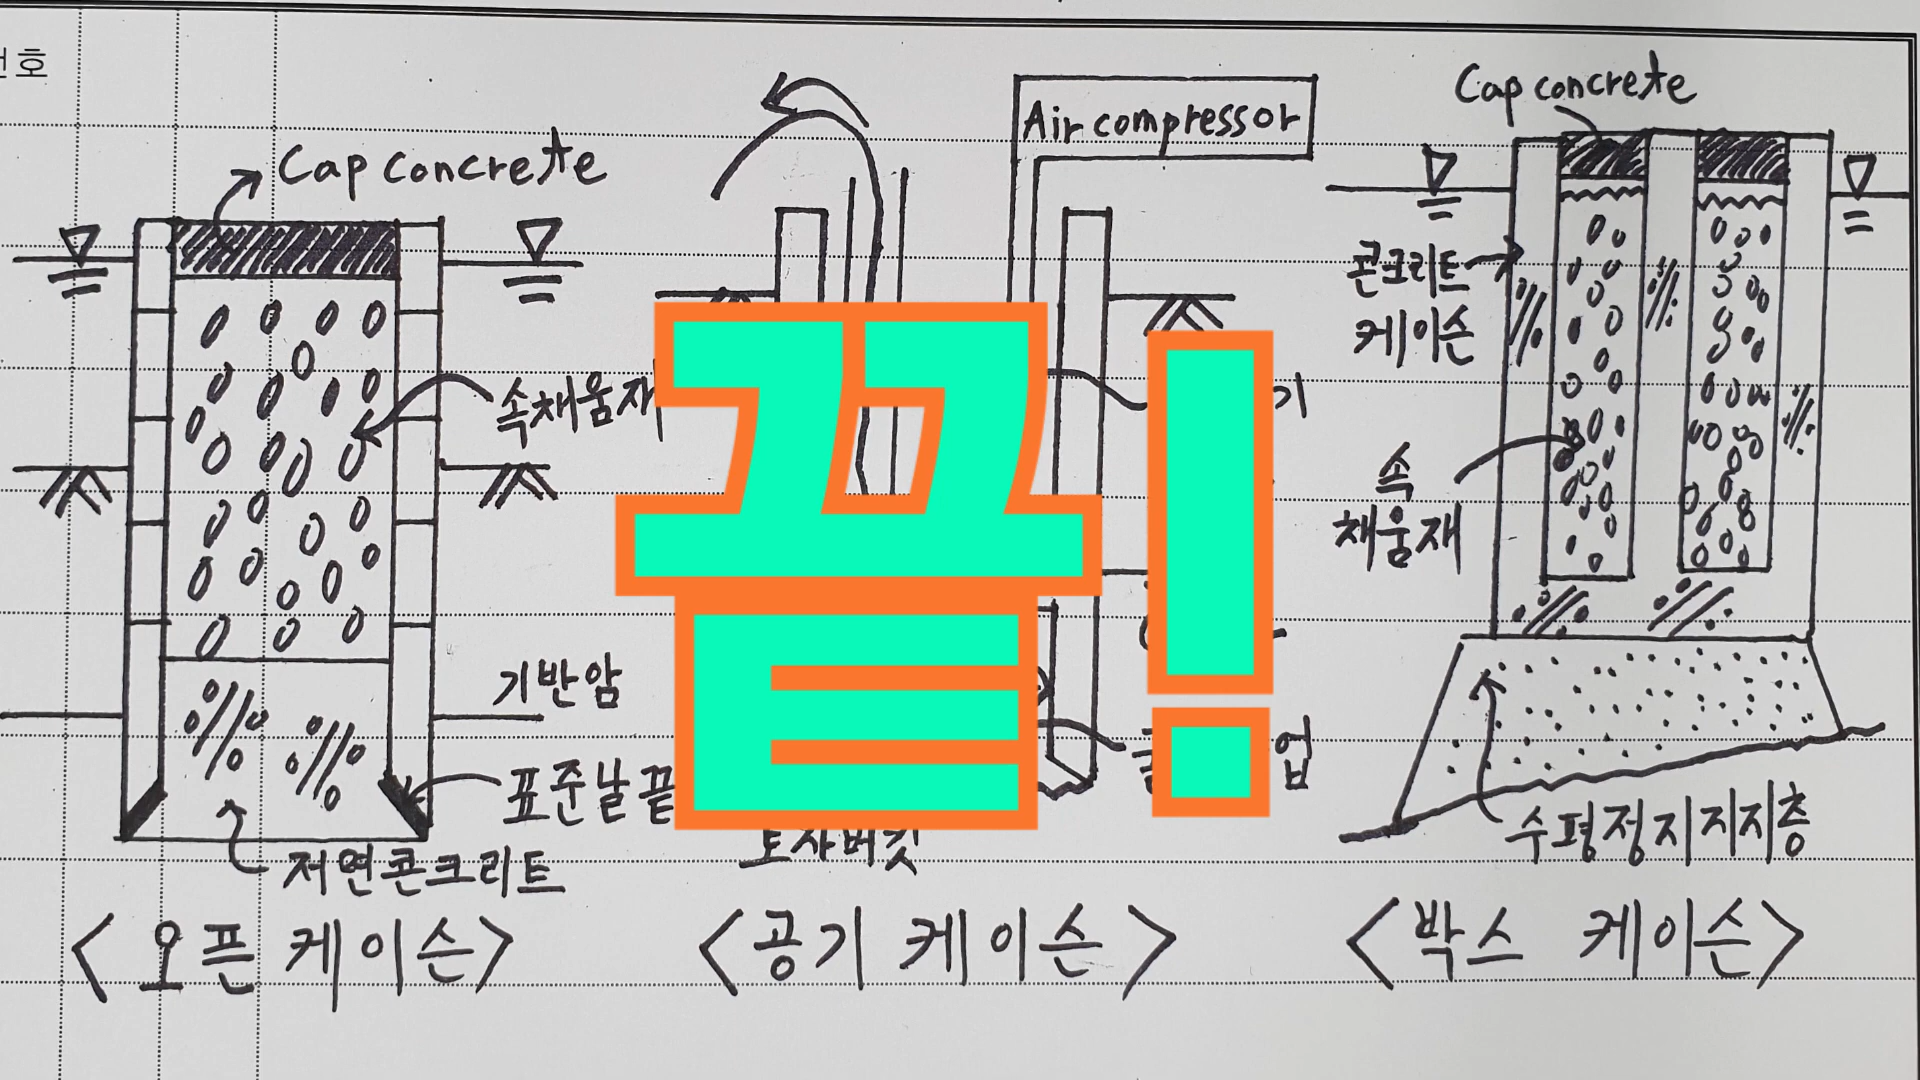 호
Cap concrete
속채움재
기반암
표준날 끝
저면콘크리트
<오픈 케이슨>
Air compressor
기
업
토사버킷
<공기 케이슨>
끝!
Cap concrete
콘크리트
케이슨
속
채움재
수평정지지지층
<박스 케이슨>